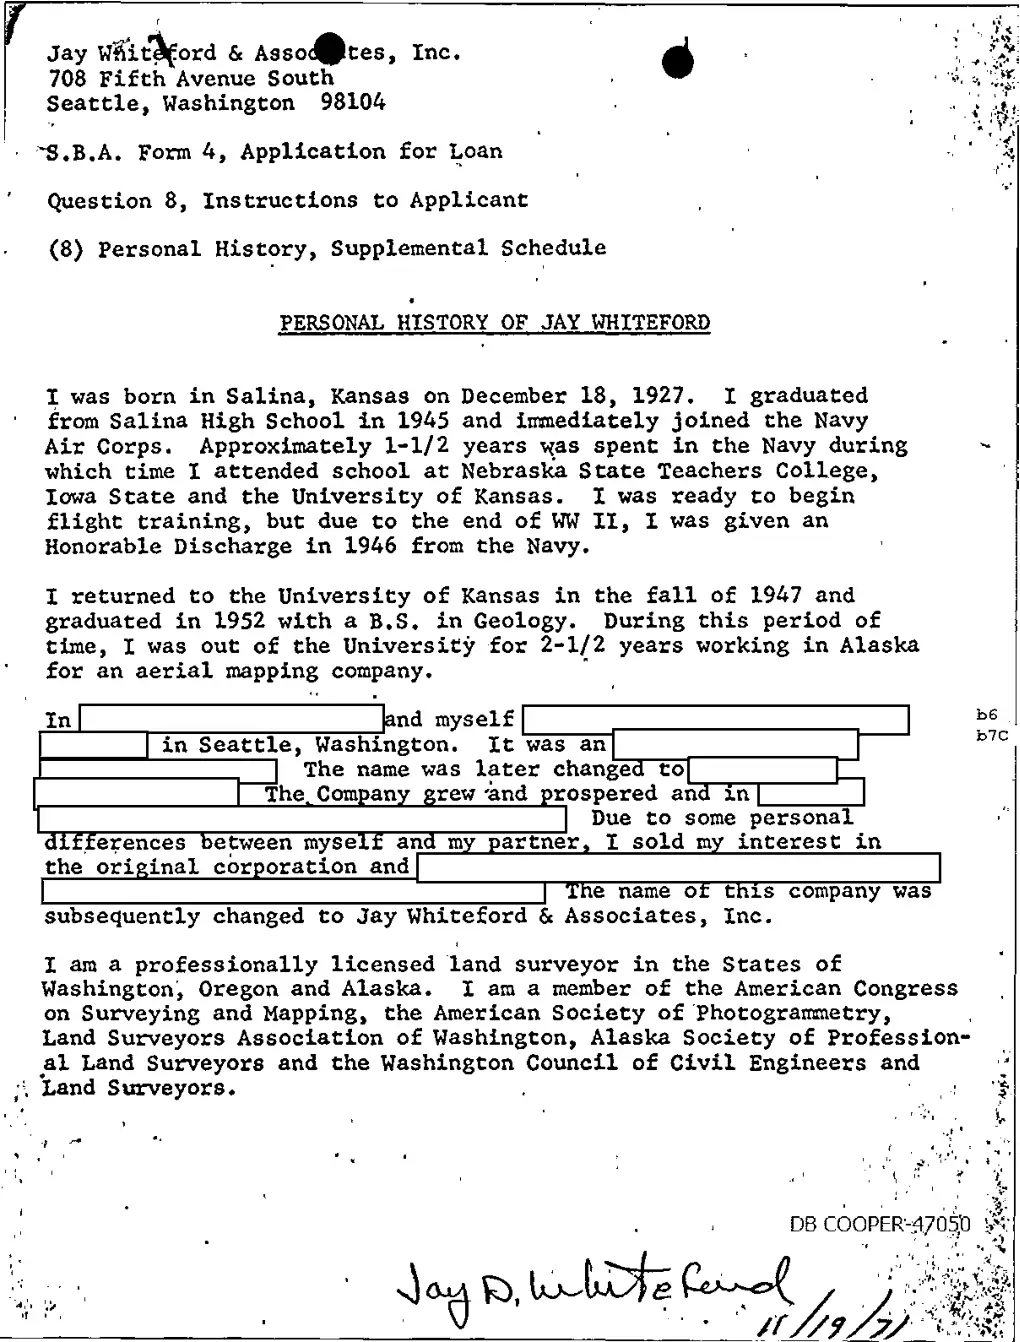 Jay Whiteford & Associates, Inc.
708 Fifth Avenue South
Seattle, Washington 98104
S.B.A. Form 4, Application for Loan
Question 8, Instructions to Applicant
(8) Personal History, Supplemental Schedule
PERSONAL HISTORY OF JAY WHITEFORD
I was born in Salina, Kansas on December 18, 1927. I graduated
from Salina High School in 1945 and immediately joined the Navy
Air Corps. Approximately 1-1/2 years was spent in the Navy during
which time I attended school at Nebraska State Teachers College,
Iowa State and the University of Kansas. I was ready to begin
flight training, but due to the end of WW II, I was given an
Honorable Discharge in 1946 from the Navy.
I returned to the University of Kansas in the fall of 1947 and
graduated in 1952 with a B.S. in Geology. During this period of
time, I was out of the University for 2-1/2 years working in Alaska
for an aerial mapping company.
In and myself b6
in Seattle, Washington. It was an b7C
The name was later changed to
The Company grew and prospered and in
Due to some personal
differences between myself and my partner, I sold my interest in
the original corporation and
The name of this company was
subsequently changed to Jay Whiteford & Associates, Inc.
I am a professionally licensed land surveyor in the States of
Washington, Oregon and Alaska. I am a member of the American Congress
on Surveying and Mapping, the American Society of Photogrammetry,
Land Surveyors Association of Washington, Alaska Society of Profession-
al Land Surveyors and the Washington Council of Civil Engineers and
Land Surveyors.
DB COOPER-47050
Jay D. Whiteford
11/19/71